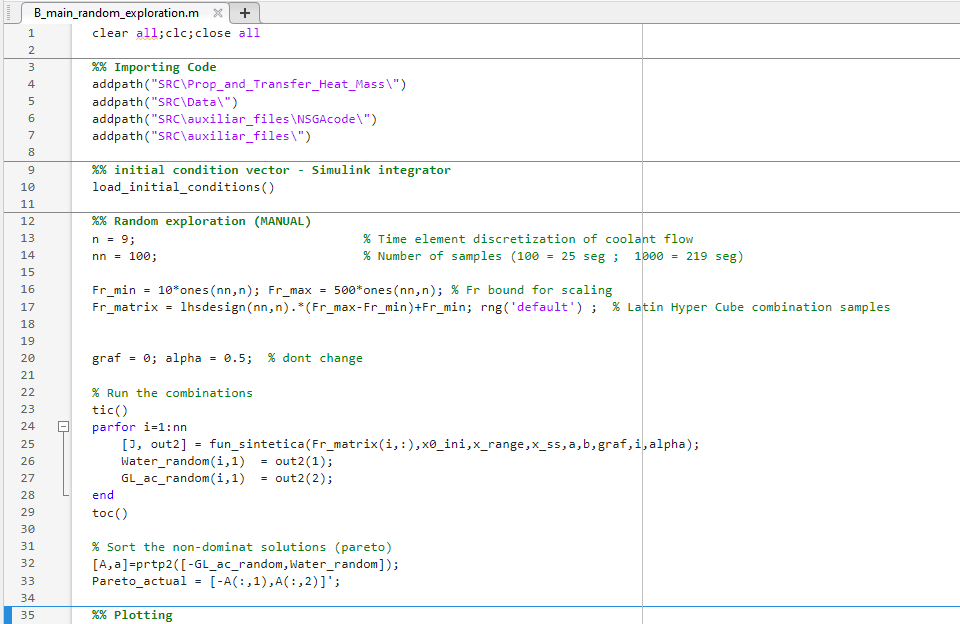 B_main_random_exploration.m × +
1 clear all;clc;close all
2
3 %% Importing Code
4 addpath("SRC\Prop_and_Transfer_Heat_Mass\")
5 addpath("SRC\Data\")
6 addpath("SRC\auxiliar_files\NSGAcode\")
7 addpath("SRC\auxiliar_files\")
8
9 %% initial condition vector - Simulink integrator
10 load_initial_conditions()
11
12 %% Random exploration (MANUAL)
13 n = 9; % Time element discretization of coolant flow
14 nn = 100; % Number of samples (100 = 25 seg ; 1000 = 219 seg)
15
16 Fr_min = 10*ones(nn,n); Fr_max = 500*ones(nn,n); % Fr bound for scaling
17 Fr_matrix = lhsdesign(nn,n).*(Fr_max-Fr_min)+Fr_min; rng('default') ; % Latin Hyper Cube combination samples
18
19
20 graf = 0; alpha = 0.5; % dont change
21
22 % Run the combinations
23 tic()
24 parfor i=1:nn
25 [J, out2] = fun_sintetica(Fr_matrix(i,:),x0_ini,x_range,x_ss,a,b,graf,i,alpha);
26 Water_random(i,1) = out2(1);
27 GL_ac_random(i,1) = out2(2);
28 end
29 toc()
30
31 % Sort the non-dominat solutions (pareto)
32 [A,a]=prtp2([-GL_ac_random,Water_random]);
33 Pareto_actual = [-A(:,1),A(:,2)]';
34
35 %% Plotting